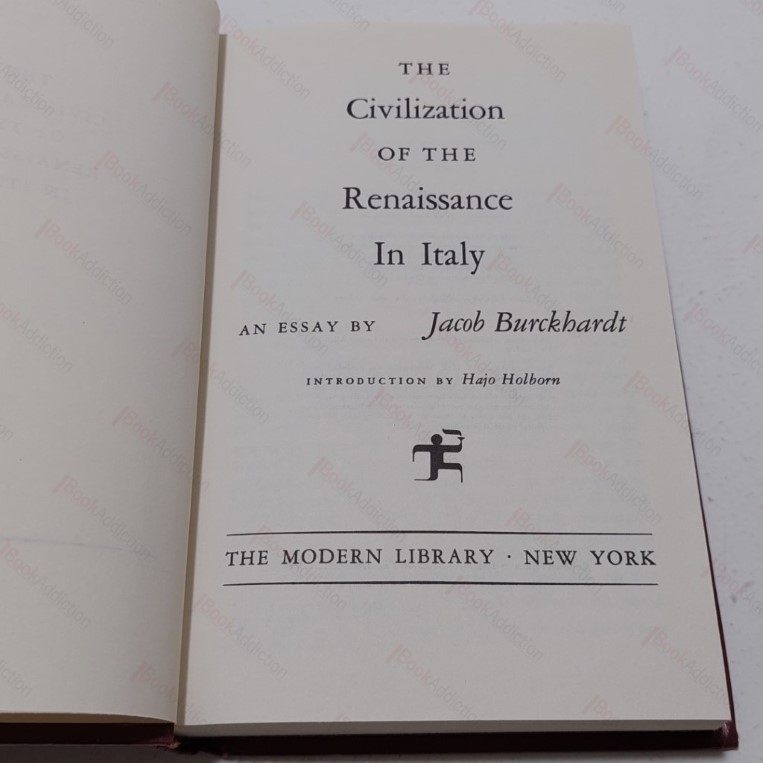 THE
Civilization
OF THE
Renaissance
In Italy
AN ESSAY BY Jacob Burckhardt
INTRODUCTION BY Hajo Holborn
THE MODERN LIBRARY · NEW YORK
BookAddiction